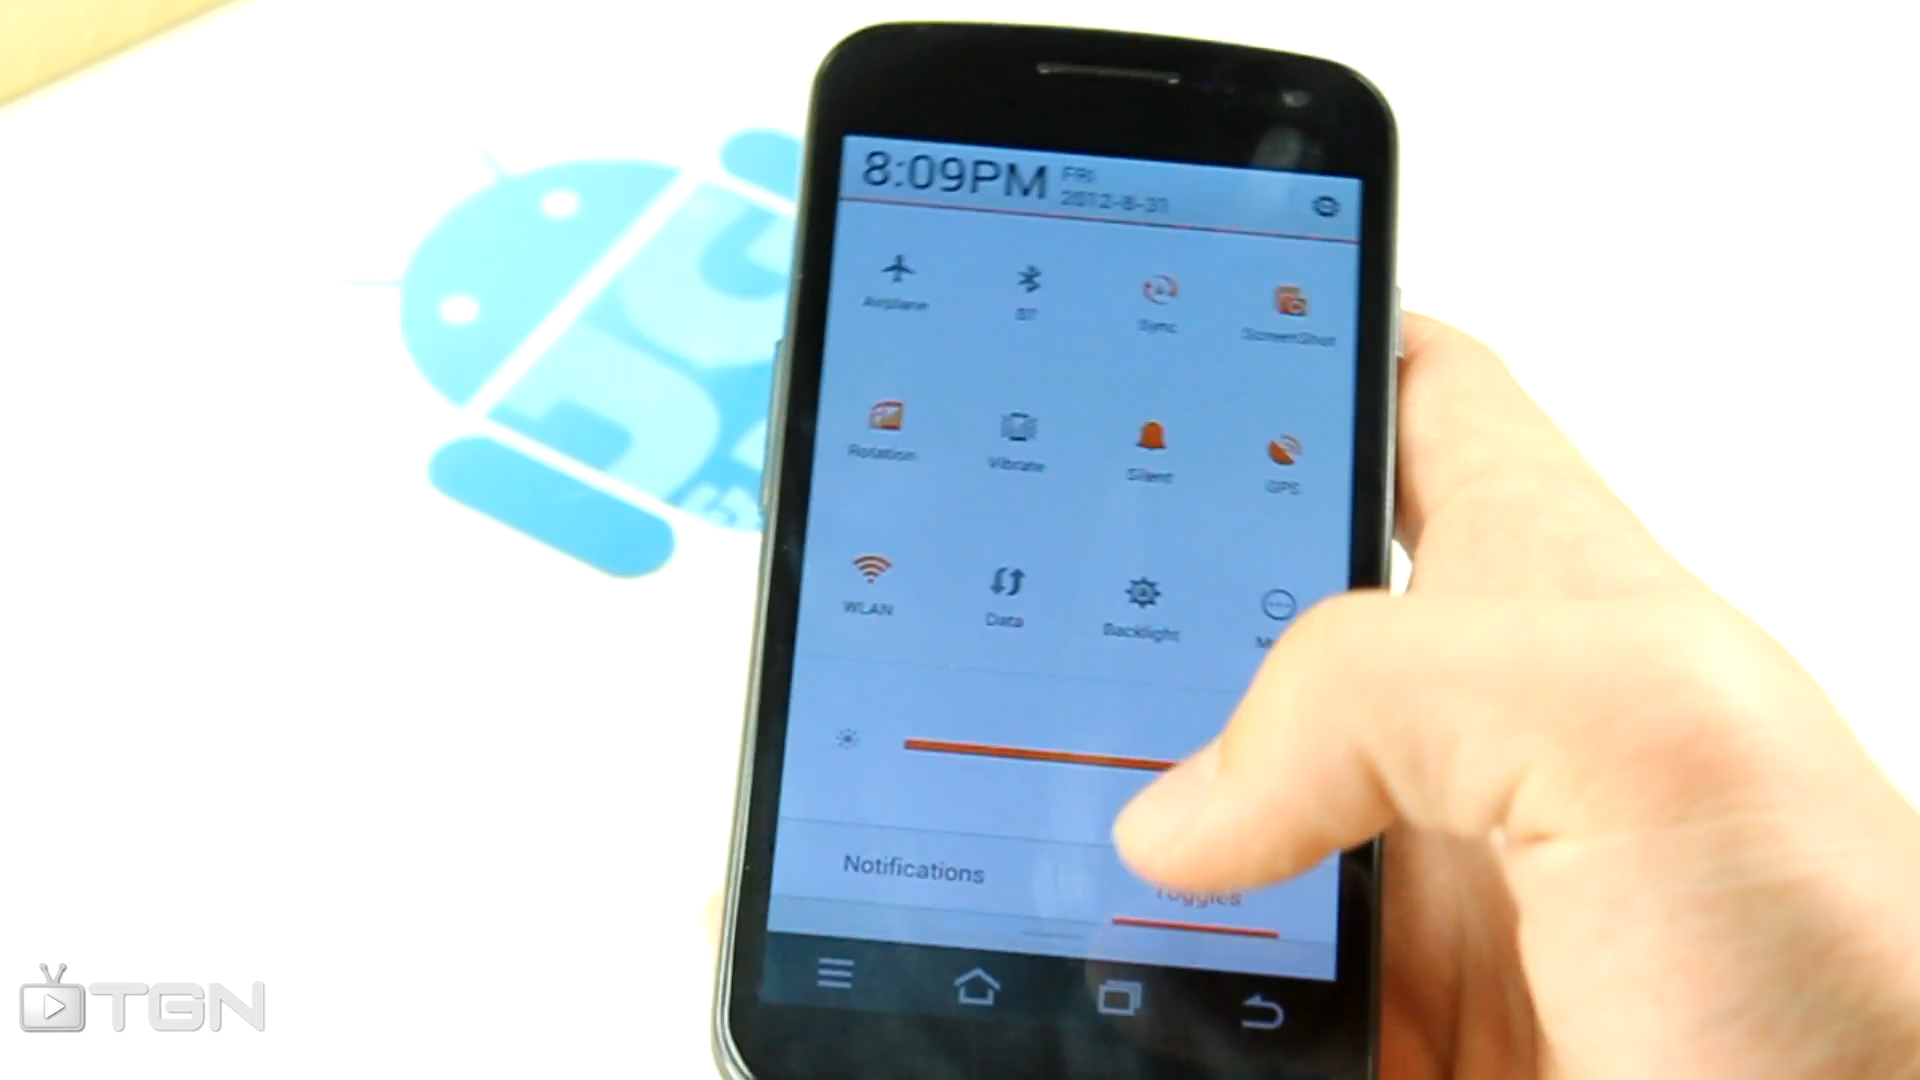 8:09PM
FRI
2012-8-31
Airplane
BT
Sync
ScreenShot
Rotation
Vibrate
Silent
GPS
WLAN
Data
Backlight
Notifications
Toggles
TGN